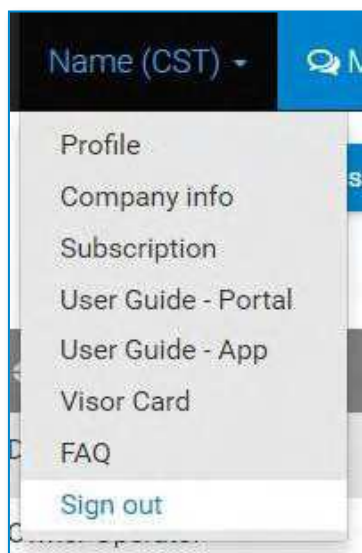 Name (CST)
Profile
Company info
Subscription
User Guide - Portal
User Guide - App
Visor Card
FAQ
Sign out